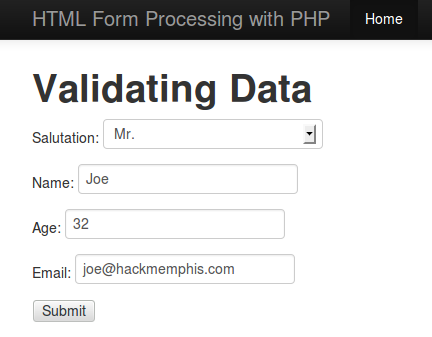 HTML Form Processing with PHP Home
Validating Data
Salutation: Mr.
Name: Joe
Age: 32
Email: joe@hackmemphis.com
Submit